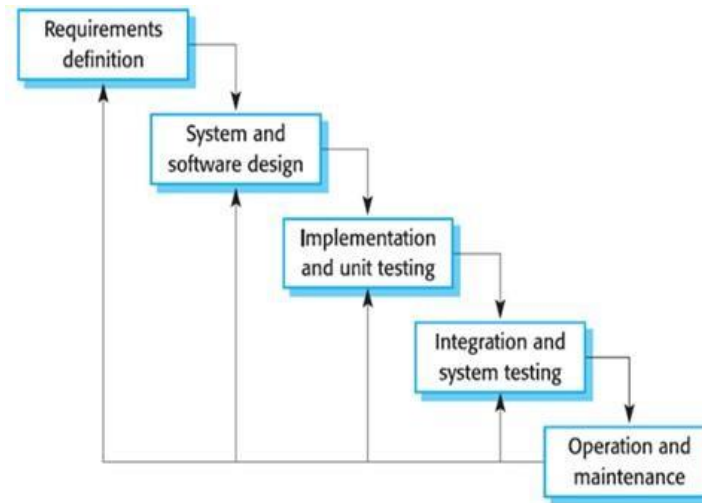 Requirements
definition
System and
software design
Implementation
and unit testing
Integration and
system testing
Operation and
maintenance